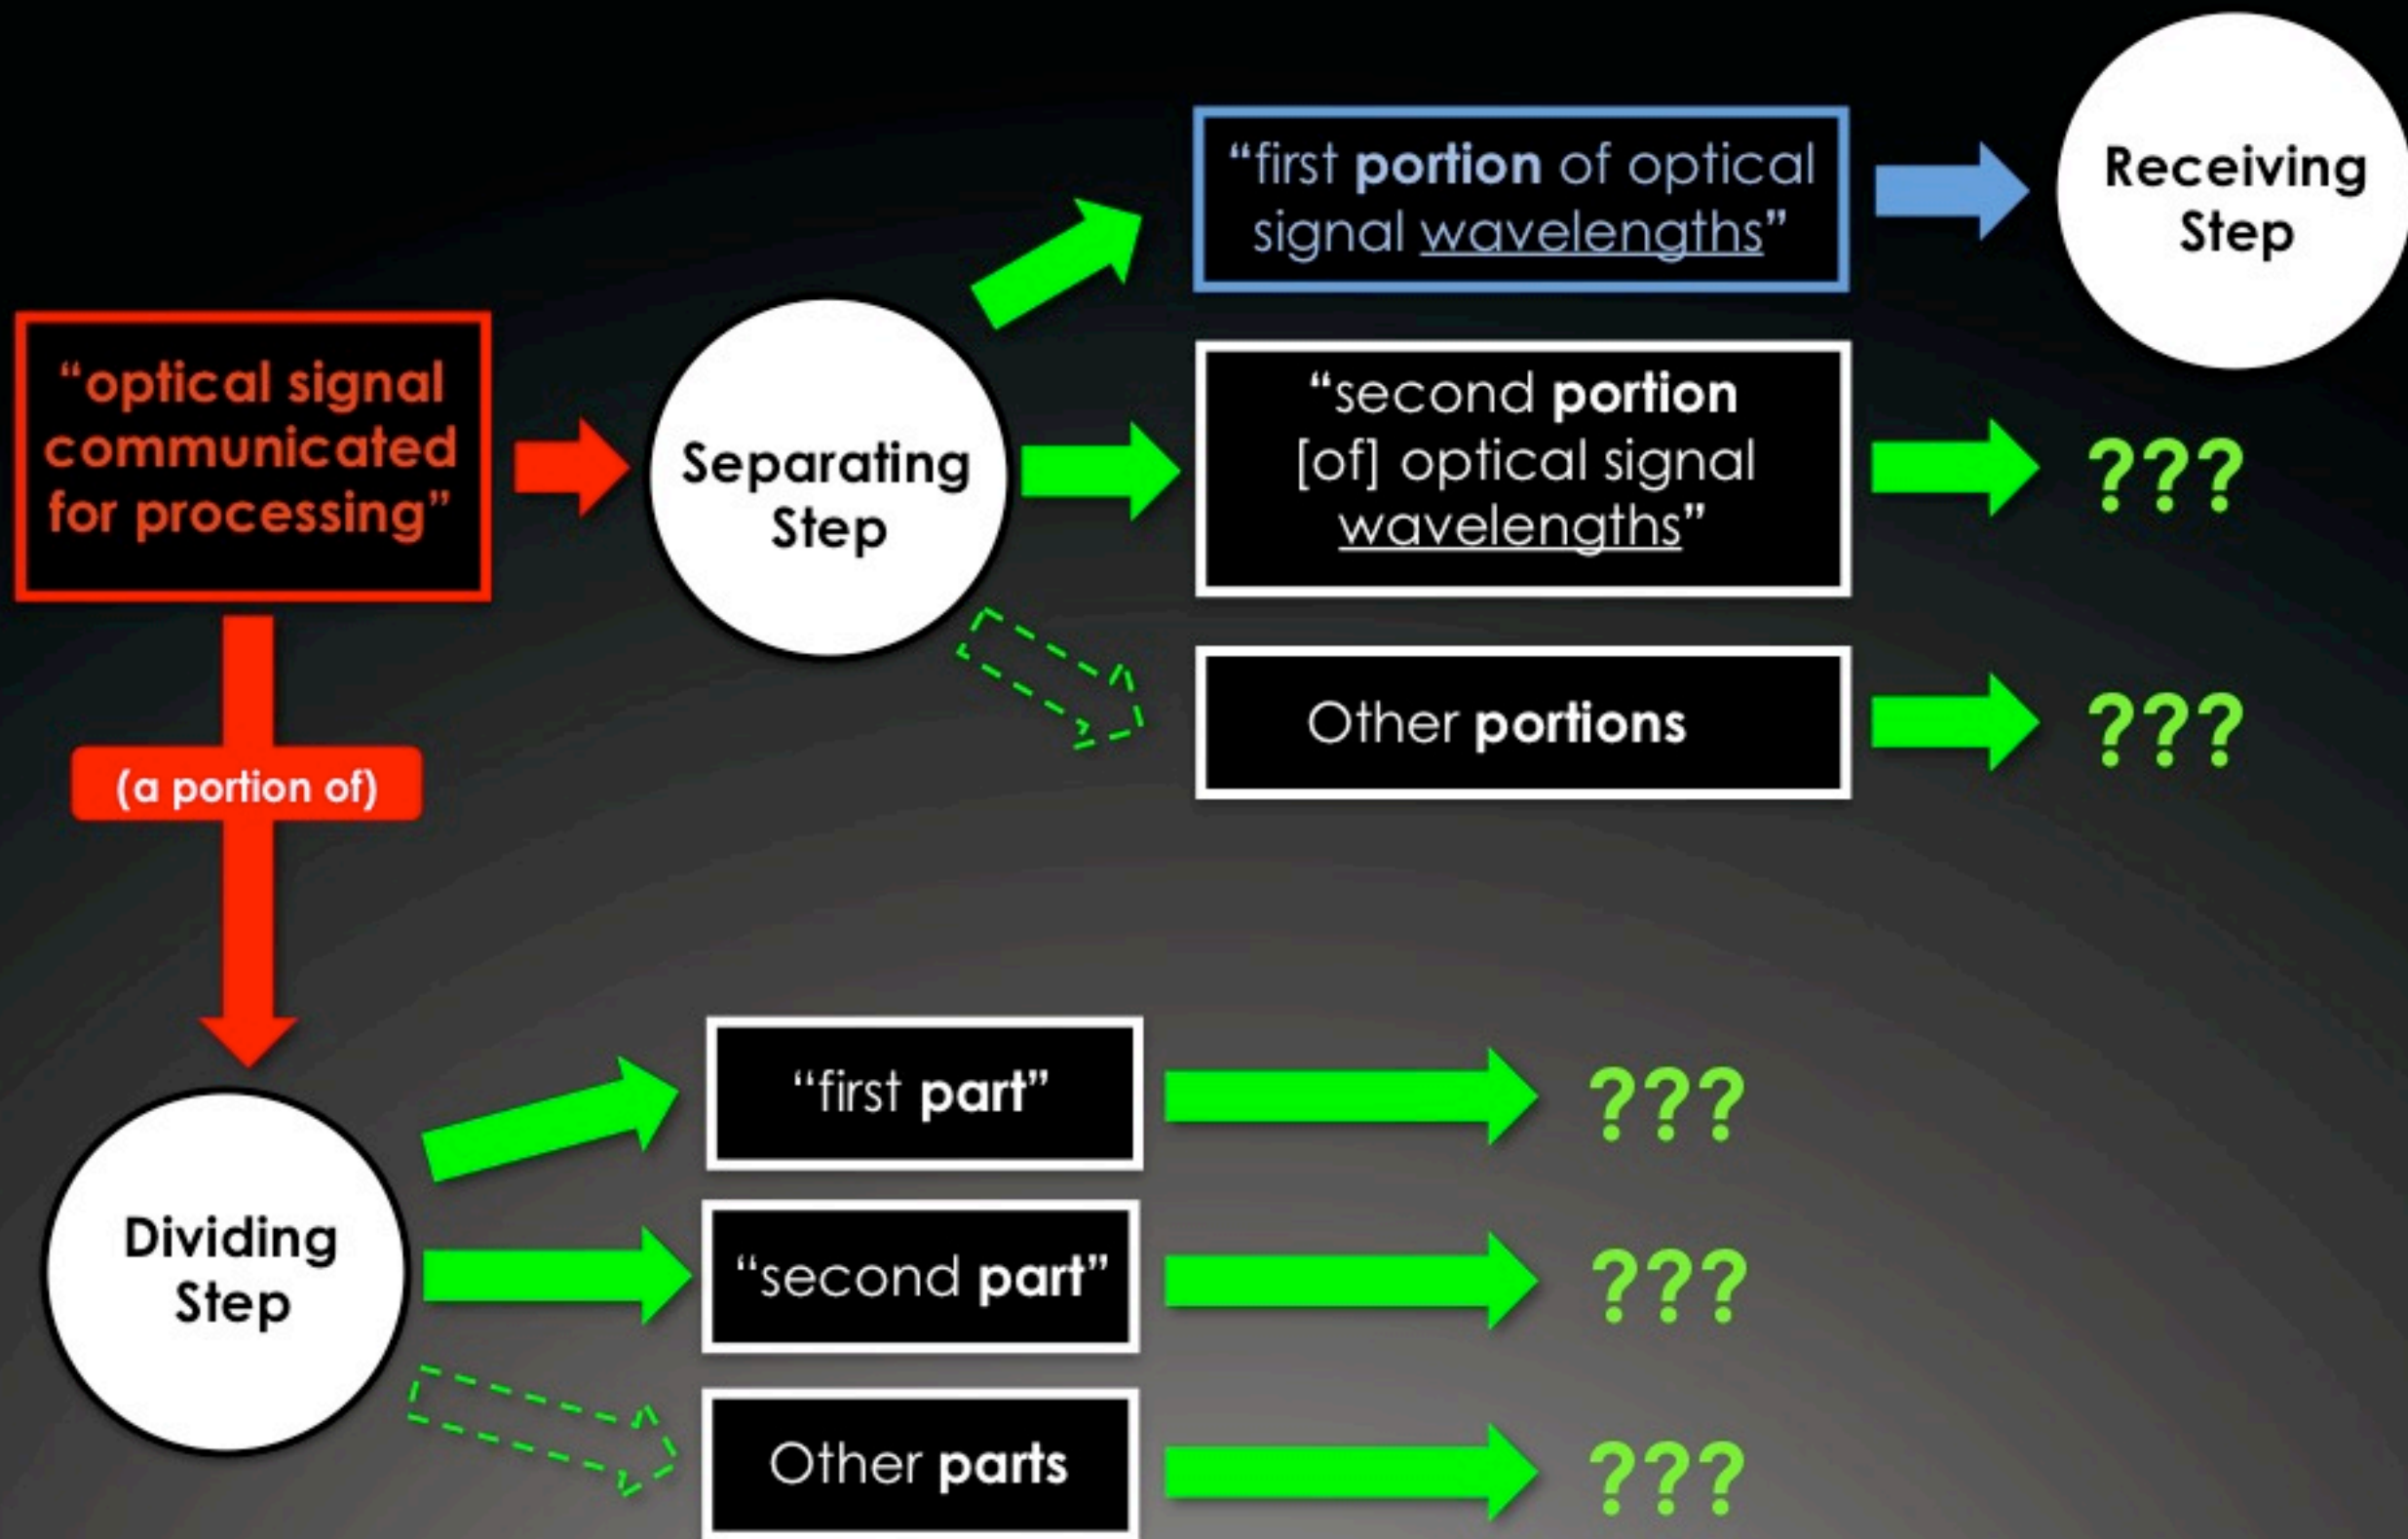 “optical signal
communicated
for processing”
Separating
Step
“first portion of optical
signal wavelengths”
Receiving
Step
“second portion
[of] optical signal
wavelengths”
???
Other portions
???
(a portion of)
Dividing
Step
“first part”
???
“second part”
???
Other parts
???